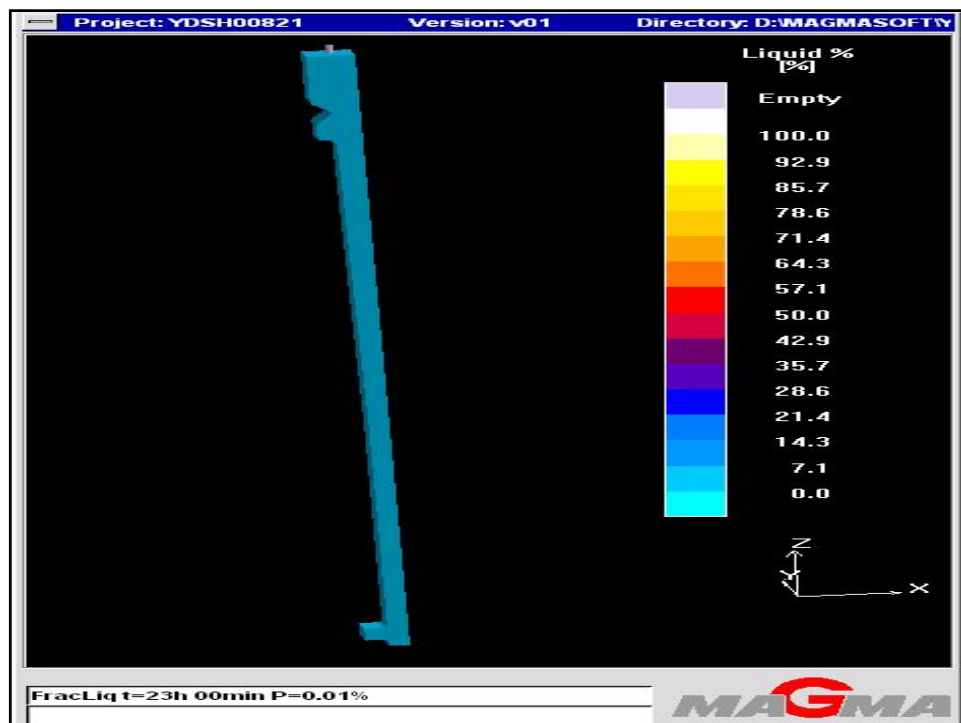 Project: YDSH00821 Version: v01 Directory: D:\MAGMASOFT\Y
Liquid %
[%]
Empty
100.0
92.9
85.7
78.6
71.4
64.3
57.1
50.0
42.9
35.7
28.6
21.4
14.3
7.1
0.0
Z
Y
X
FracLiq t=23h 00min P=0.01%
MAGMA